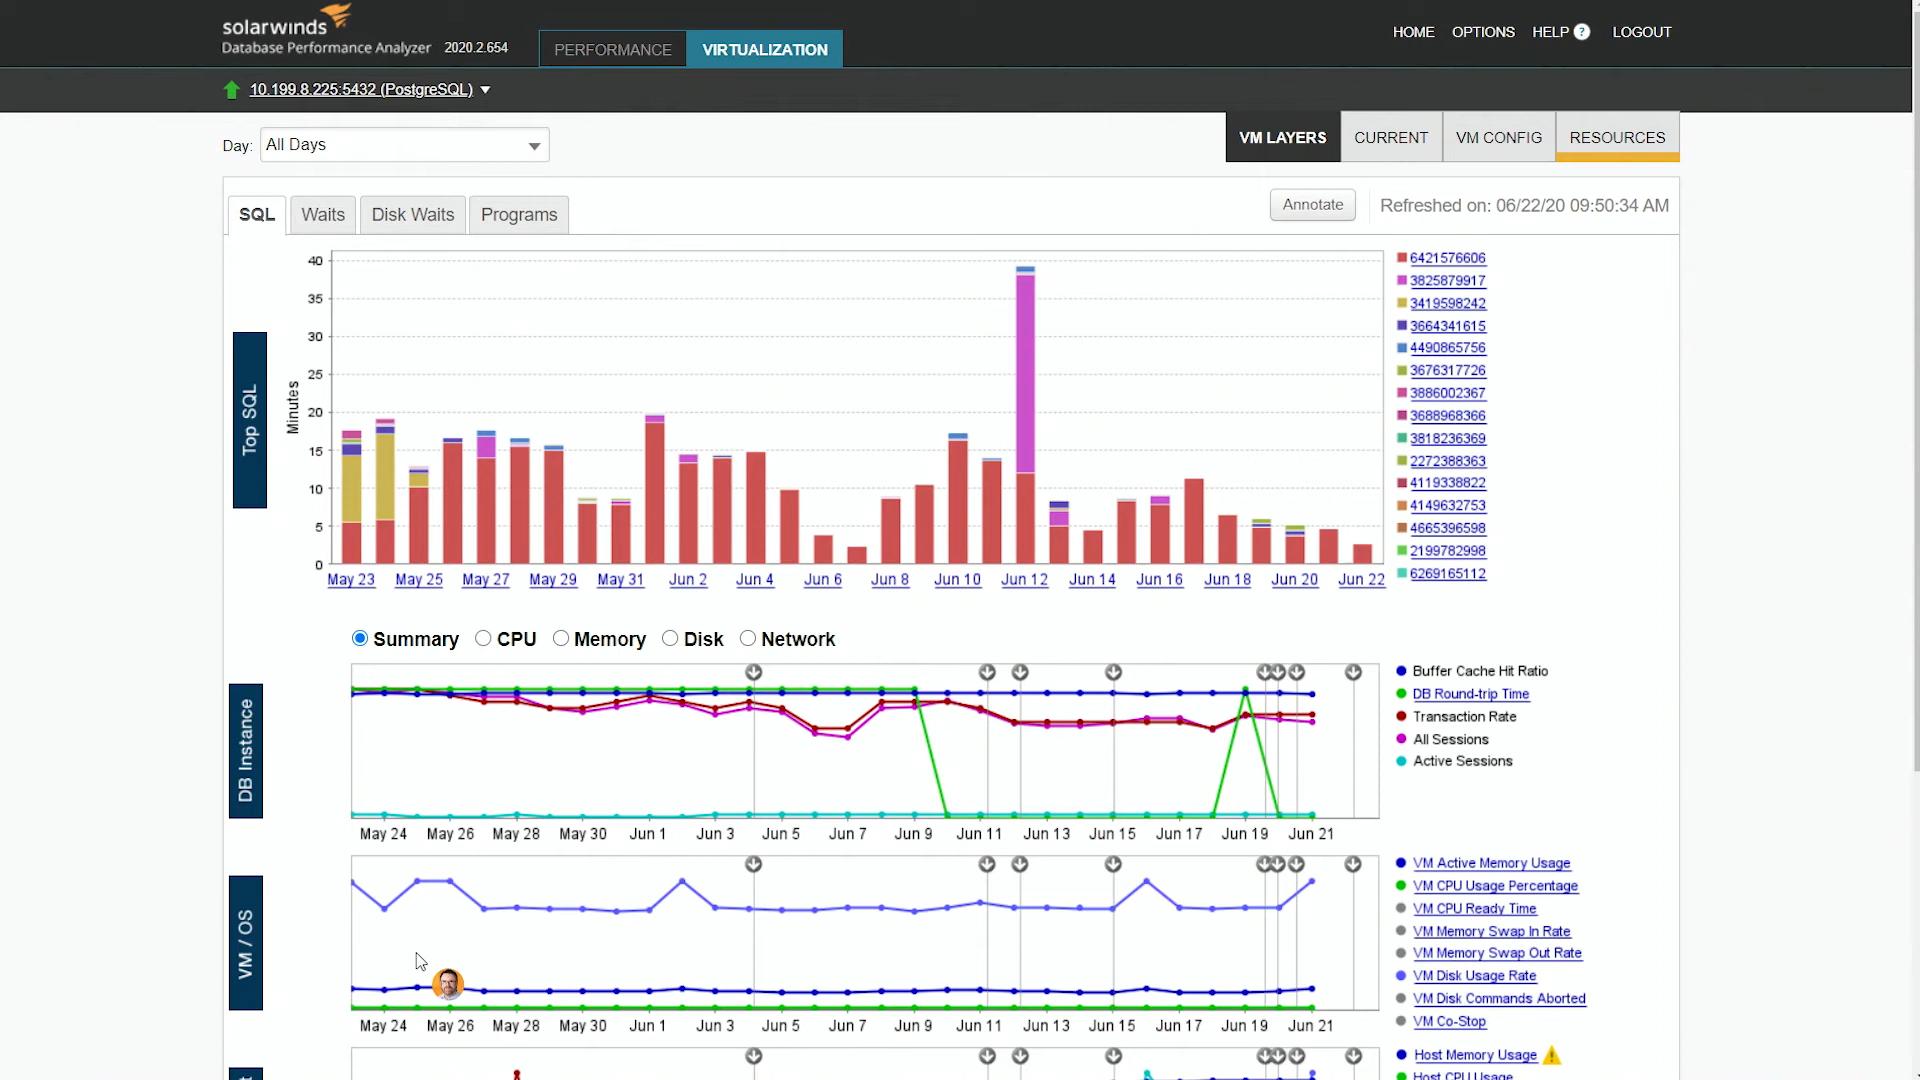 solarwinds
Database Performance Analyzer 2020.2.654
PERFORMANCE
VIRTUALIZATION
HOME OPTIONS HELP ? LOGOUT
10.199.8.225:5432 (PostgreSQL)
Day: All Days
VM LAYERS CURRENT VM CONFIG RESOURCES
SQL Waits Disk Waits Programs
Annotate
Refreshed on: 06/22/20 09:50:34 AM
Top SQL
Minutes
40
35
30
25
20
15
10
5
0
May 23 May 25 May 27 May 29 May 31 Jun 2 Jun 4 Jun 6 Jun 8 Jun 10 Jun 12 Jun 14 Jun 16 Jun 18 Jun 20 Jun 22
6421576606
3825879917
3419598242
3664341615
4490865756
3676317726
3886002367
3688968366
3818236369
2272388363
4119338822
4149632753
4665396598
2199782998
6269165112
Summary CPU Memory Disk Network
DB Instance
May 24 May 26 May 28 May 30 Jun 1 Jun 3 Jun 5 Jun 7 Jun 9 Jun 11 Jun 13 Jun 15 Jun 17 Jun 19 Jun 21
Buffer Cache Hit Ratio
DB Round-trip Time
Transaction Rate
All Sessions
Active Sessions
VM / OS
May 24 May 26 May 28 May 30 Jun 1 Jun 3 Jun 5 Jun 7 Jun 9 Jun 11 Jun 13 Jun 15 Jun 17 Jun 19 Jun 21
VM Active Memory Usage
VM CPU Usage Percentage
VM CPU Ready Time
VM Memory Swap In Rate
VM Memory Swap Out Rate
VM Disk Usage Rate
VM Disk Commands Aborted
VM Co-Stop
Host Memory Usage
Host CPU Usage